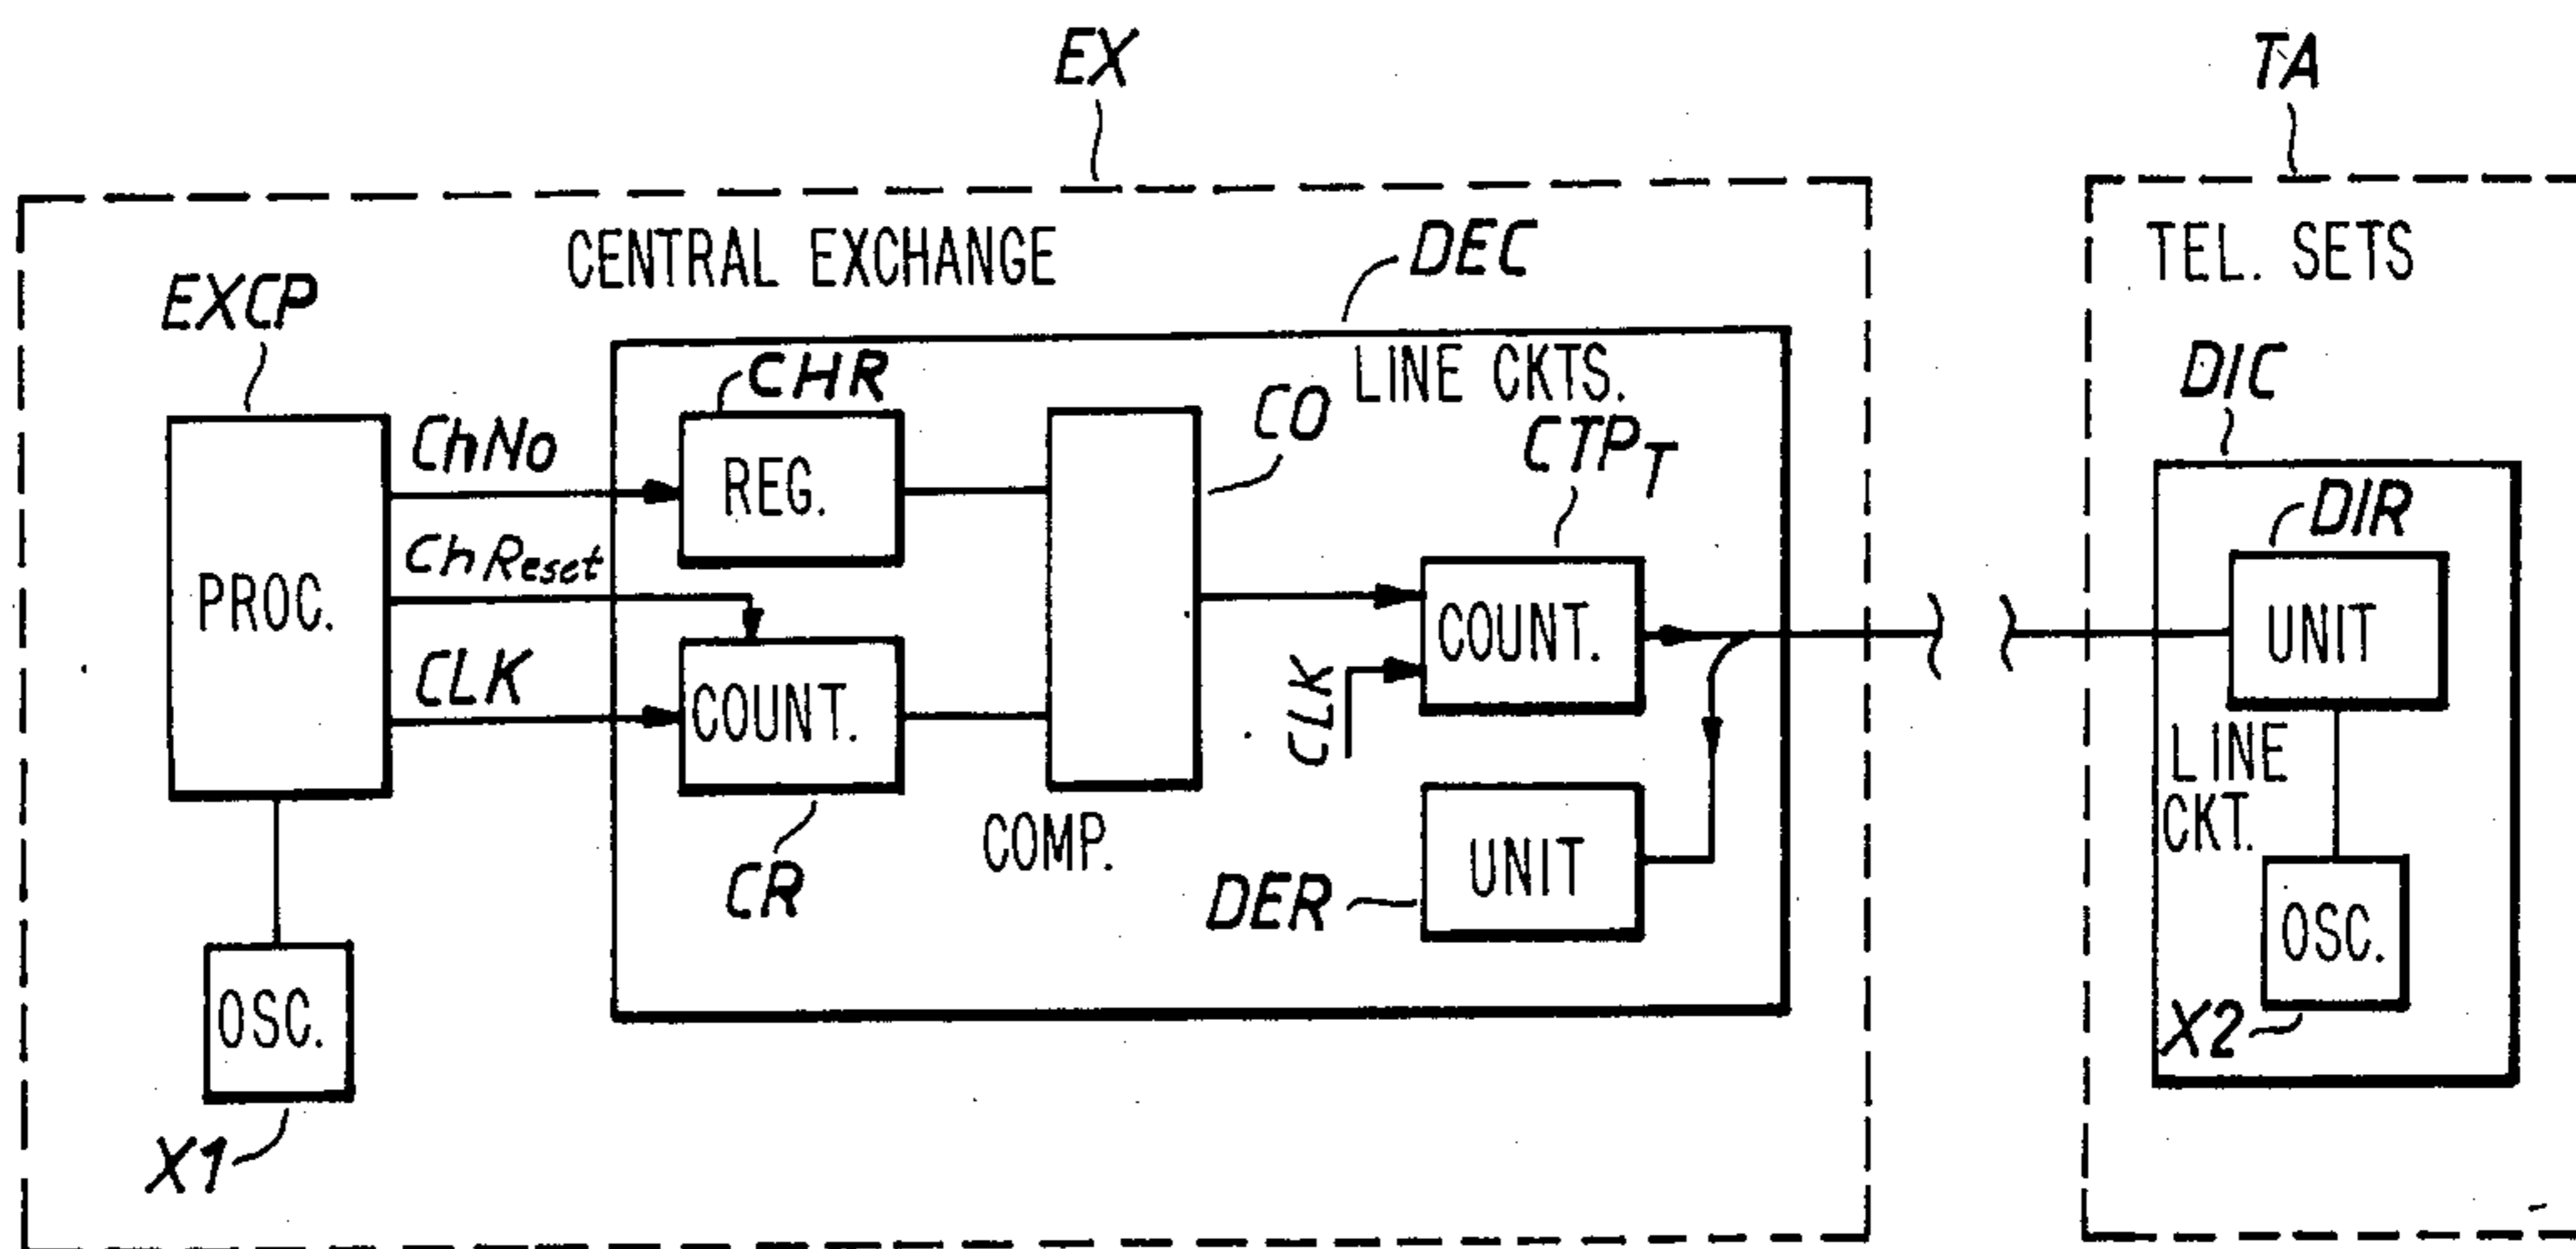 EX
TA
CENTRAL EXCHANGE
DEC
TEL. SETS
EXCP
CHR
LINE CKTS.
DIC
ChNo
REG.
CO
CTPT
DIR
ChReset
PROC.
COUNT.
UNIT
CLK
COUNT.
CLK
LINE
CKT.
COMP.
UNIT
CR
DER
OSC.
OSC.
X2
X1